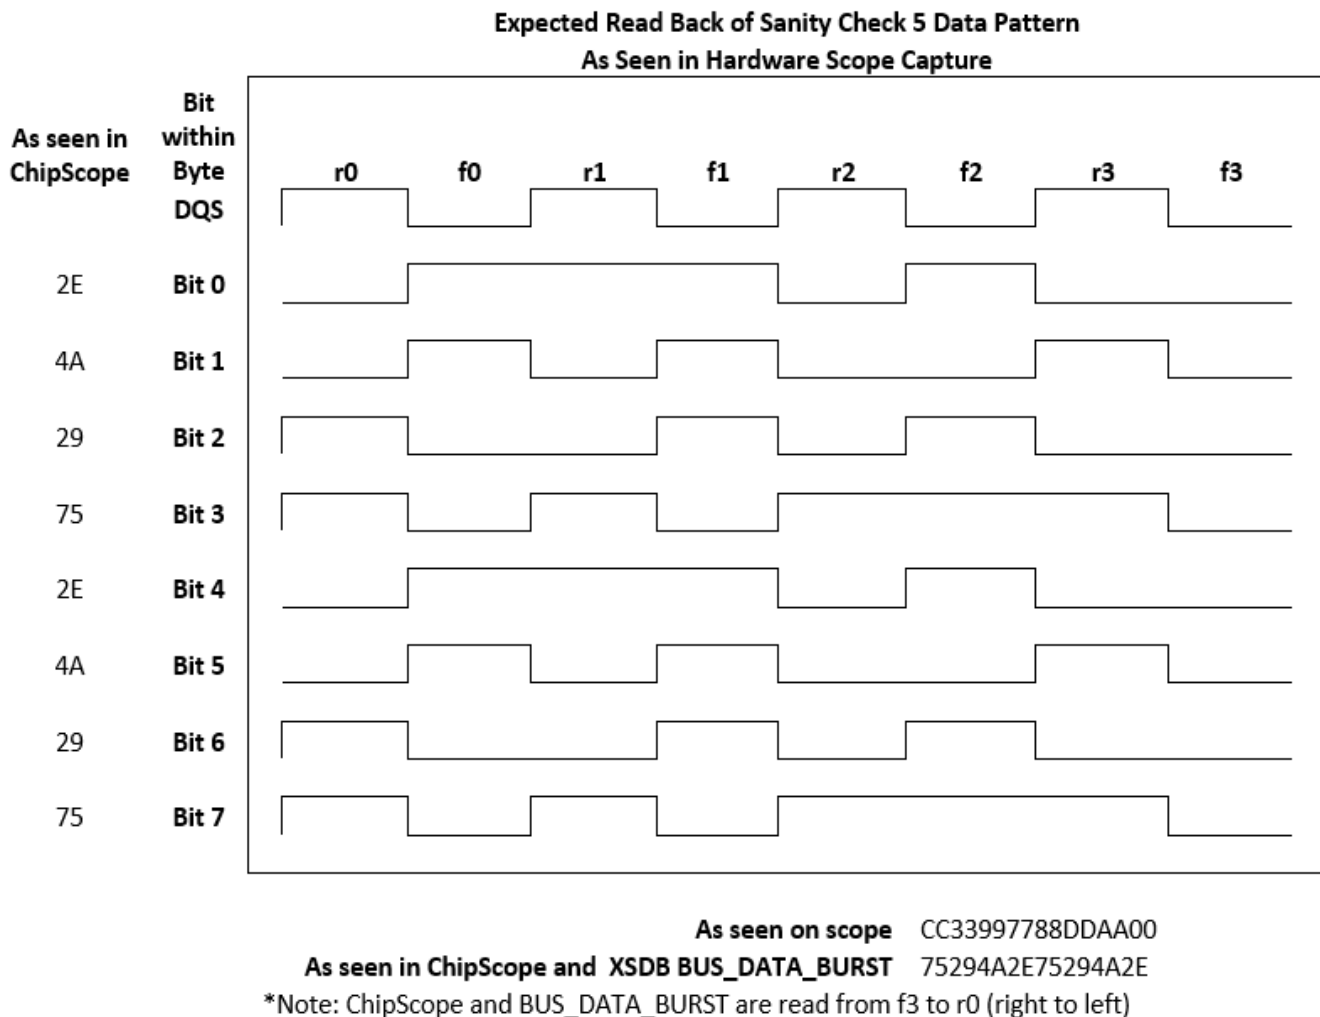 Expected Read Back of Sanity Check 5 Data Pattern
As Seen in Hardware Scope Capture
As seen in
ChipScope
Bit
within
Byte
r0 f0 r1 f1 r2 f2 r3 f3
DQS
2E Bit 0
4A Bit 1
29 Bit 2
75 Bit 3
2E Bit 4
4A Bit 5
29 Bit 6
75 Bit 7
As seen on scope CC33997788DDAA00
As seen in ChipScope and XSDB BUS_DATA_BURST 75294A2E75294A2E
*Note: ChipScope and BUS_DATA_BURST are read from f3 to r0 (right to left)